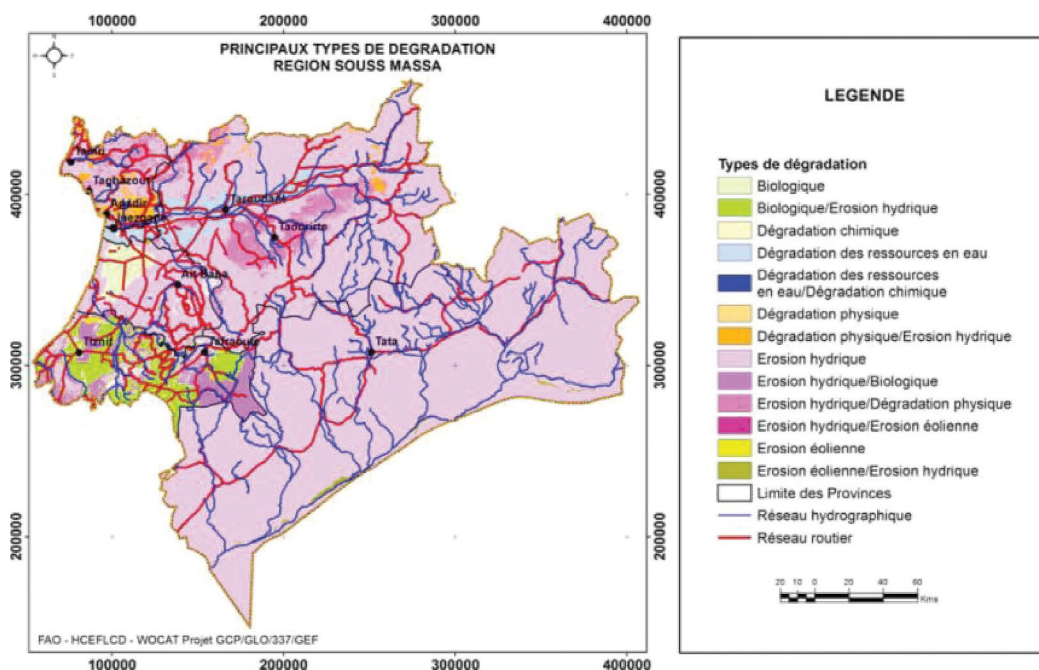 100000 200000 300000 400000
PRINCIPAUX TYPES DE DEGRADATION
REGION SOUSS MASSA
N
400000
300000
200000
Tamri
Taghazout
Agadir
Taroudant
Taourirte
Ait Baha
Tiznit
Tafraoute
Tata
400000
300000
200000
FAO - HCEFLCD - WOCAT Projet GCP/GLO/337/GEF
100000 200000 300000 400000
LEGENDE
Types de dégradation
Biologique
Biologique/Erosion hydrique
Dégradation chimique
Dégradation des ressources en eau
Dégradation des ressources
en eau/Dégradation chimique
Dégradation physique
Dégradation physique/Erosion hydrique
Erosion hydrique
Erosion hydrique/Biologique
Erosion hydrique/Dégradation physique
Erosion hydrique/Erosion éolienne
Erosion éolienne
Erosion éolienne/Erosion hydrique
Limite des Provinces
Réseau hydrographique
Réseau routier
20 10 0 20 40 60
Kms